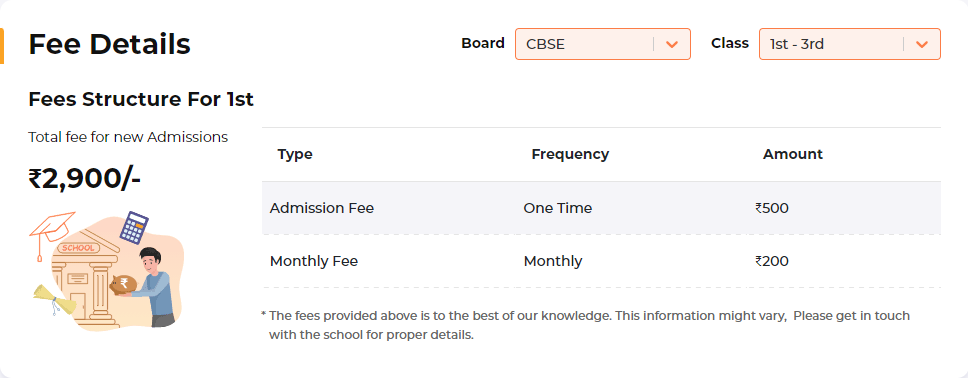 Fee Details
Board CBSE Class 1st - 3rd
Fees Structure For 1st
Total fee for new Admissions
₹2,900/-
SCHOOL
₹
Type Frequency Amount
Admission Fee One Time ₹500
Monthly Fee Monthly ₹200
* The fees provided above is to the best of our knowledge. This information might vary, Please get in touch
with the school for proper details.